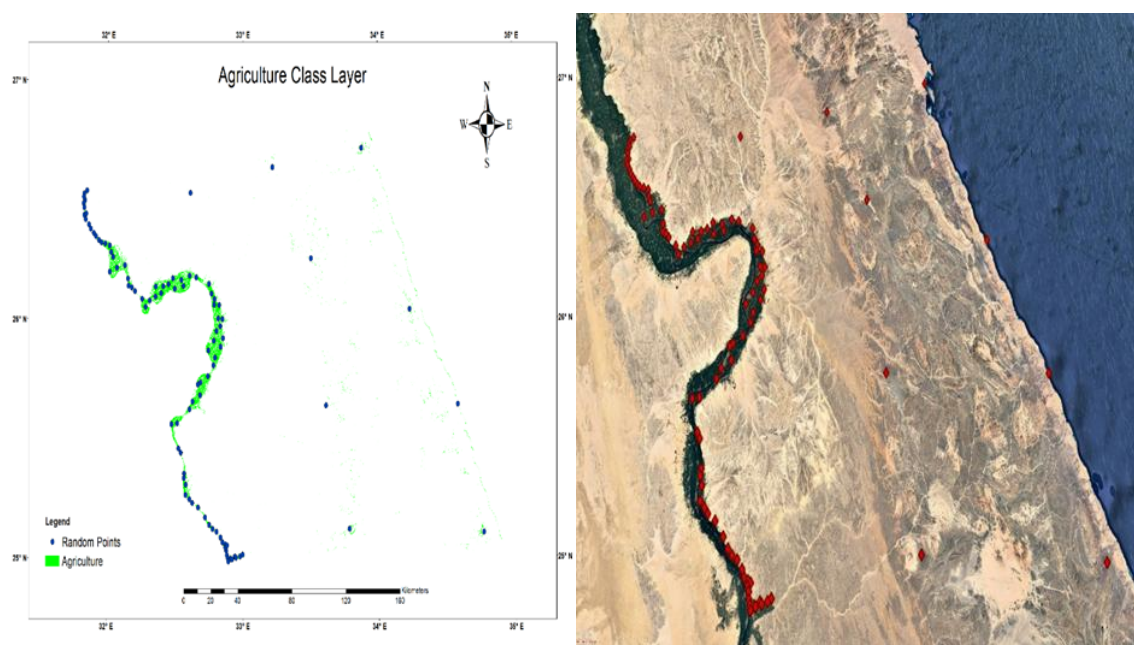 32° E 33° E 34° E 35° E
27° N 27° N
Agriculture Class Layer
N
W E
S
26° N 26° N
Legend
Random Points
25° N 25° N
Agriculture
Kilometers
0 20 40 80 120 160
32° E 33° E 34° E 35° E